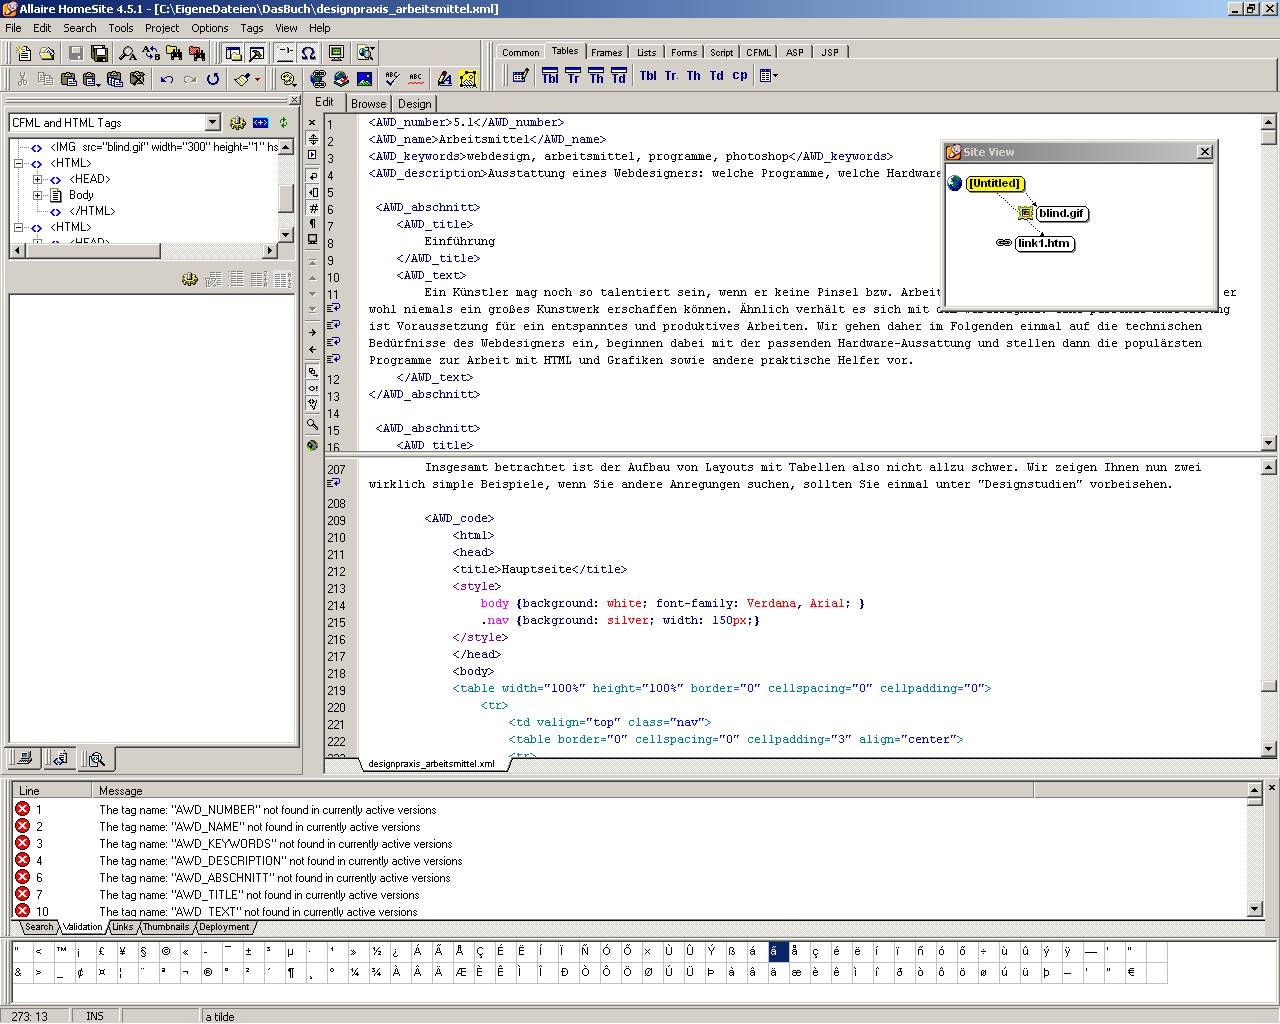 Allaire HomeSite 4.5.1 - [C:\EigeneDateien\DasBuch\designpraxis_arbeitsmittel.xml]
File Edit Search Tools Project Options Tags View Help
Common Tables Frames Lists Forms Script CFML ASP JSP
Tbl Tr Th Td Tbl Tr Th Td cp
Edit Browse Design
CFML and HTML Tags
<IMG src="blind.gif" width="300" height="1" hs
<HTML>
<HEAD>
Body
</HTML>
<HTML>
<HEAD>
1 <AWD_number>5.1</AWD_number>
2 <AWD_name>Arbeitsmittel</AWD_name>
3 <AWD_keywords>webdesign, arbeitsmittel, programme, photoshop</AWD_keywords>
4 <AWD_description>Ausstattung eines Webdesigners: welche Programme, welche Hardware
5
6 <AWD_abschnitt>
7 <AWD_title>
8 Einführung
9 </AWD_title>
10 <AWD_text>
11 Ein Künstler mag noch so talentiert sein, wenn er keine Pinsel bzw. Arbeit er
wohl niemals ein großes Kunstwerk erschaffen können. Ähnlich verhält es sich mit
ist Voraussetzung für ein entspanntes und produktives Arbeiten. Wir gehen daher im Folgenden einmal auf die technischen
Bedürfnisse des Webdesigners ein, beginnen dabei mit der passenden Hardware-Aussattung und stellen dann die populärsten
Programme zur Arbeit mit HTML und Grafiken sowie andere praktische Helfer vor.
12 </AWD_text>
13 </AWD_abschnitt>
14
15 <AWD_abschnitt>
16 <AWD_title>
Site View
[Untitled]
blind.gif
link1.htm
207 Insgesamt betrachtet ist der Aufbau von Layouts mit Tabellen also nicht allzu schwer. Wir zeigen Ihnen nun zwei
wirklich simple Beispiele, wenn Sie andere Anregungen suchen, sollten Sie einmal unter "Designstudien" vorbeisehen.
208
209 <AWD_code>
210 <html>
211 <head>
212 <title>Hauptseite</title>
213 <style>
214 body {background: white; font-family: Verdana, Arial; }
215 .nav {background: silver; width: 150px;}
216 </style>
217 </head>
218 <body>
219 <table width="100%" height="100%" border="0" cellspacing="0" cellpadding="0">
220 <tr>
221 <td valign="top" class="nav">
222 <table border="0" cellspacing="0" cellpadding="3" align="center">
223 <tr>
designpraxis_arbeitsmittel.xml
Line Message
1 The tag name: "AWD_NUMBER" not found in currently active versions
2 The tag name: "AWD_NAME" not found in currently active versions
3 The tag name: "AWD_KEYWORDS" not found in currently active versions
4 The tag name: "AWD_DESCRIPTION" not found in currently active versions
6 The tag name: "AWD_ABSCHNITT" not found in currently active versions
7 The tag name: "AWD_TITLE" not found in currently active versions
10 The tag name: "AWD_TEXT" not found in currently active versions
Search Validation Links Thumbnails Deployment
" < ™ ¡ £ ¥ § © « - ¯ ± ³ µ · ¹ » ½ ¿ Á Ã Å Ç É Ë Í Ï Ñ Ó Õ × Ù Û Ý ß á ã å ç é ë í ï ñ ó õ ÷ ù û ý ÿ — ' "
& > _ ¢ ¤ ¦ ¨ ª ¬ ® ° ² ´ ¶ ¸ º ¼ ¾ À Â Ä Æ È Ê Ì Î Ð Ò Ô Ö Ø Ú Ü Þ à â ä æ è ê ì î ð ò ô ö ø ú ü þ – ' " €
273: 13 INS a tilde